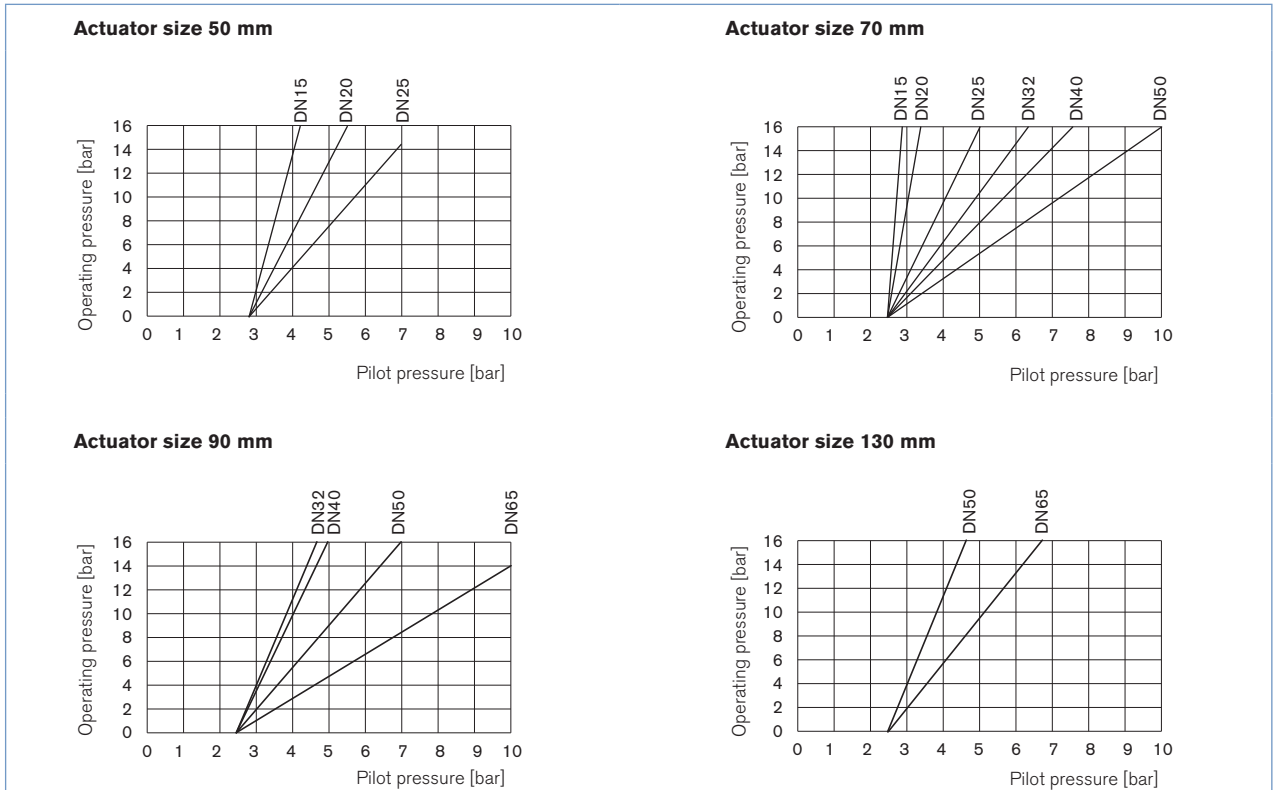 Actuator size 50 mm
DN15 DN20 DN25
16
14
12
10
8
6
4
2
0
Operating pressure [bar]
0 1 2 3 4 5 6 7 8 9 10
Pilot pressure [bar]
Actuator size 70 mm
DN15 DN20 DN25 DN32 DN40 DN50
16
14
12
10
8
6
4
2
0
Operating pressure [bar]
0 1 2 3 4 5 6 7 8 9 10
Pilot pressure [bar]
Actuator size 90 mm
DN32 DN40 DN50 DN65
16
14
12
10
8
6
4
2
0
Operating pressure [bar]
0 1 2 3 4 5 6 7 8 9 10
Pilot pressure [bar]
Actuator size 130 mm
DN50 DN65
16
14
12
10
8
6
4
2
0
Operating pressure [bar]
0 1 2 3 4 5 6 7 8 9 10
Pilot pressure [bar]